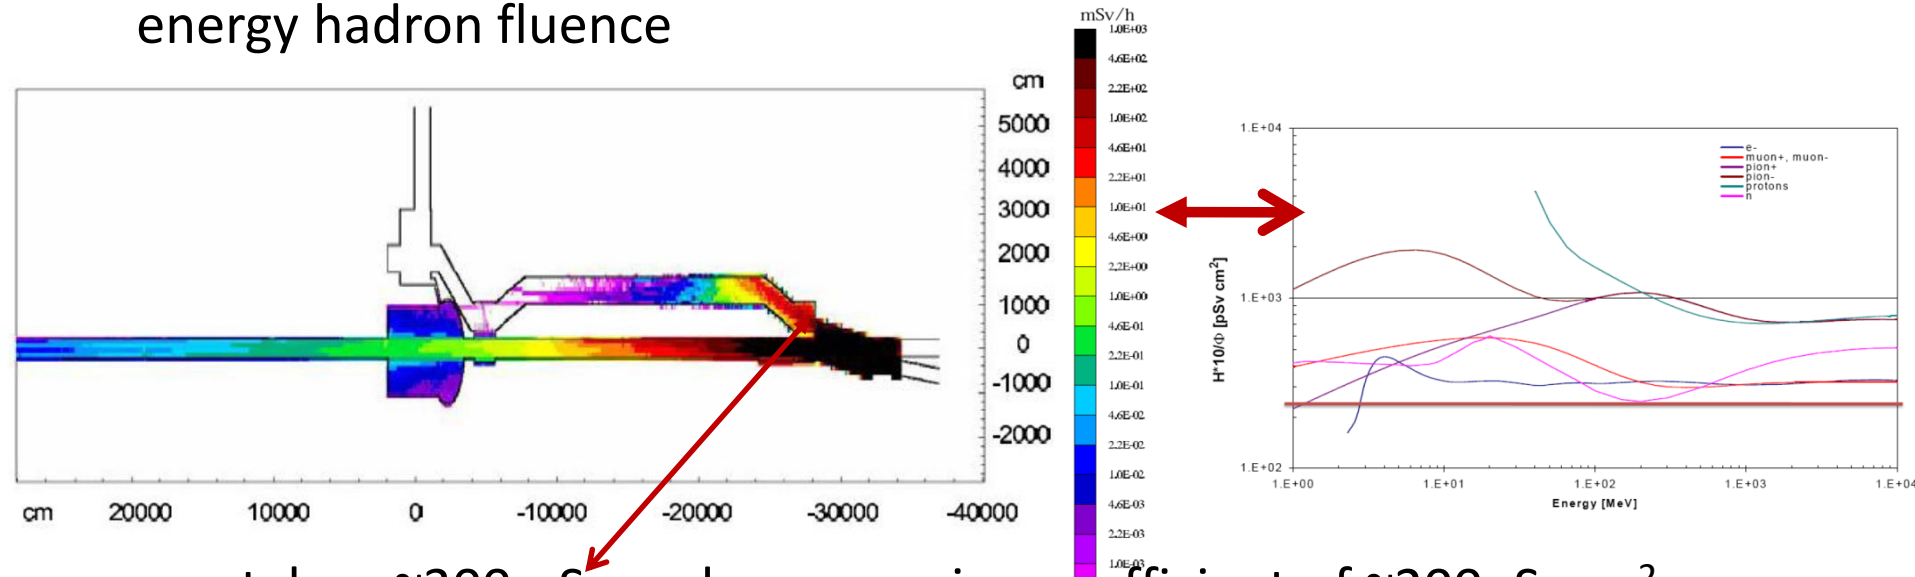 energy hadron fluence
mSv/h
1.0E+03
4.6E+02
2.2E+02
1.0E+02
4.6E+01
2.2E+01
1.0E+01
4.6E+00
2.2E+00
1.0E+00
4.6E-01
2.2E-01
1.0E-01
4.6E-02
2.2E-02
1.0E-02
4.6E-03
2.2E-03
1.0E-03
cm
5000
4000
3000
2000
1000
0
-1000
-2000
cm 20000 10000 0 -10000 -20000 -30000 -40000
H*10/Φ [pSv cm²]
1.E+04
1.E+03
1.E+02
e-
muon+, muon-
pion+
pion-
protons
n
1.E+00 1.E+01 1.E+02 1.E+03 1.E+04
Energy [MeV]